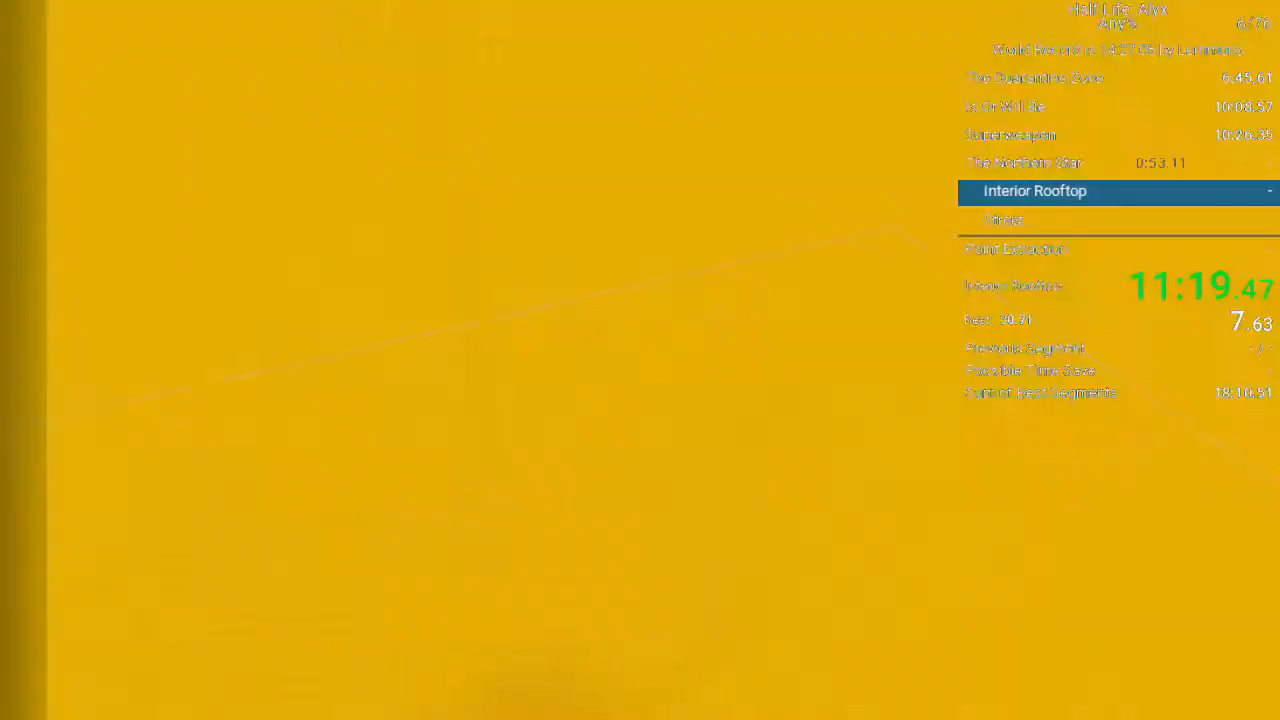 Half Life: Alyx
Any% 6/76
World Record is 14:27.05 by Lammons
The Quarantine Zone 6:45.61
Is Or Will Be 10:08.57
Superweapon 10:26.35
The Northern Star 0:53.11 -
Interior Rooftop -
Street
Point Extraction -
Interior Rooftop 11:19.47
Best: 30.71 7.63
Previous Segment - / -
Possible Time Save -
Sum of Best Segments 18:10.51